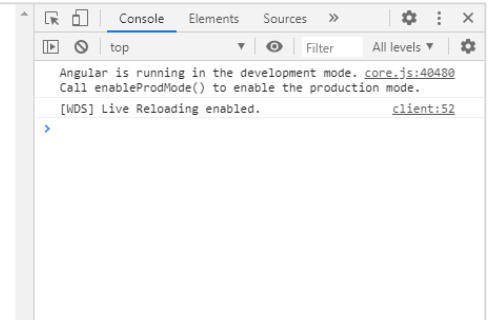 Console Elements Sources »
top Filter All levels ▼
Angular is running in the development mode. core.js:40480
Call enableProdMode() to enable the production mode.
[WDS] Live Reloading enabled. client:52